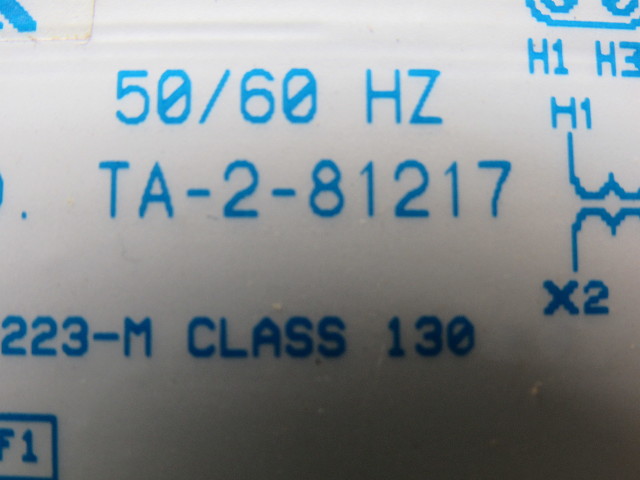 H1 H3
50/60 HZ
H1
. TA-2-81217
X2
223-M CLASS 130
F1